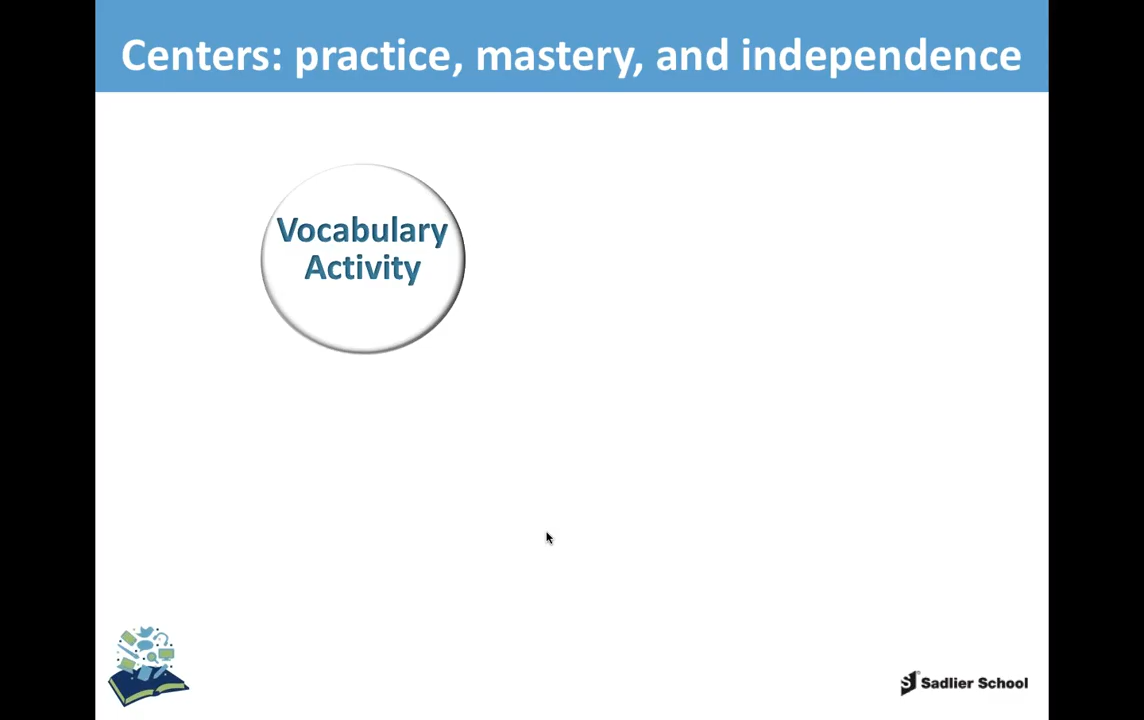 Centers: practice, mastery, and independence
Vocabulary
Activity
Sadlier School